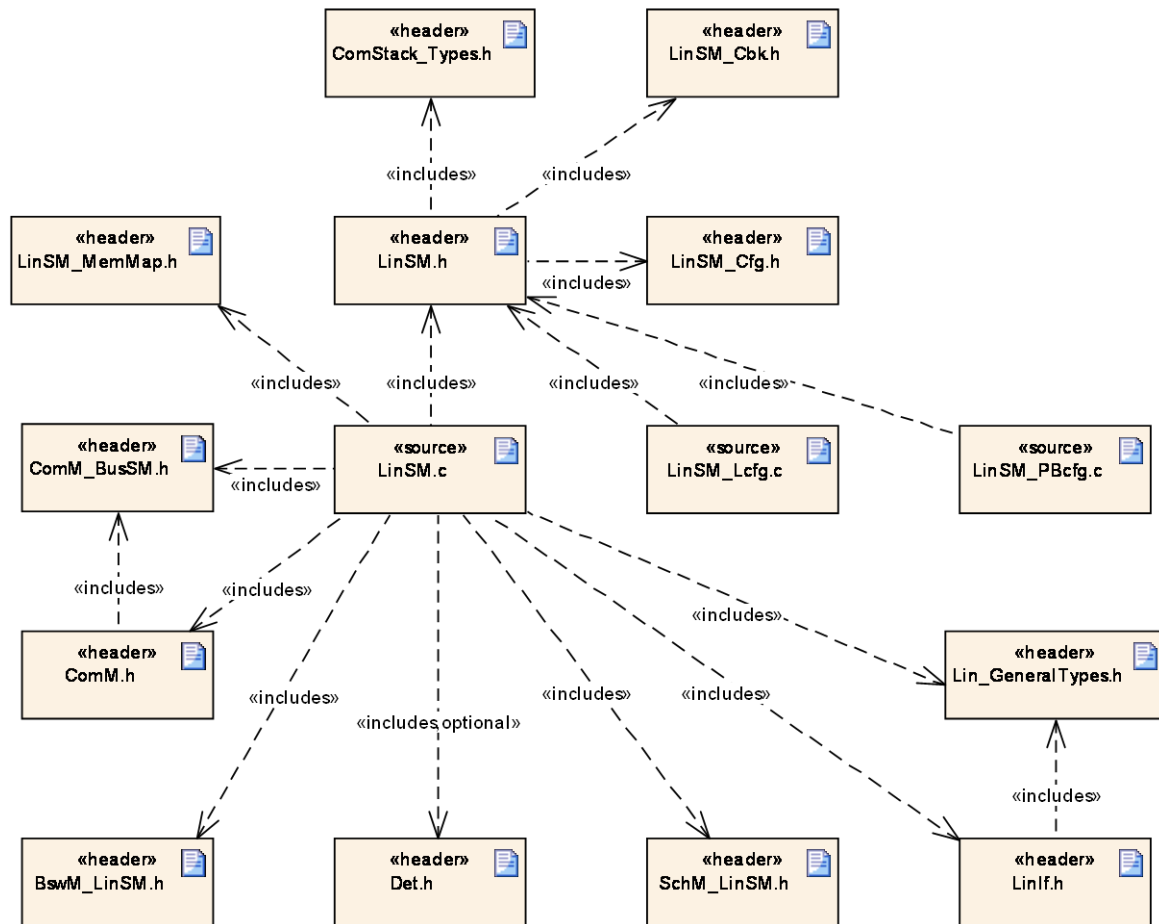 «header»
ComStack_Types.h
«header»
LinSM_Cbk.h
«includes»
«includes»
«header»
LinSM_MemMap.h
«header»
LinSM.h
«header»
LinSM_Cfg.h
«includes»
«includes»
«includes»
«includes»
«includes»
«header»
ComM_BusSM.h
«source»
LinSM.c
«source»
LinSM_Lcfg.c
«source»
LinSM_PBcfg.c
«includes»
«includes»
«includes»
«includes»
«header»
ComM.h
«header»
Lin_GeneralTypes.h
«includes»
«includes»
«includes»
«includes optional»
«includes»
«header»
BswM_LinSM.h
«header»
Det.h
«header»
SchM_LinSM.h
«header»
LinIf.h